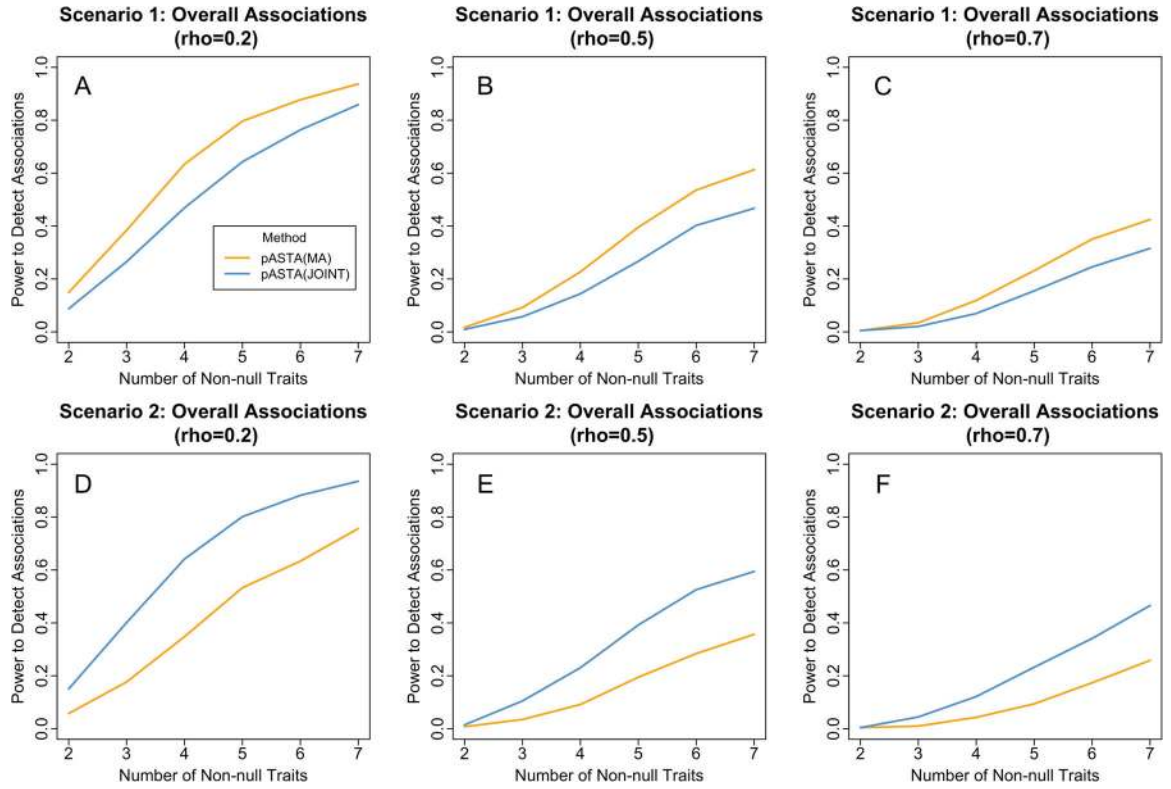 Scenario 1: Overall Associations
(rho=0.2)
Scenario 1: Overall Associations
(rho=0.5)
Scenario 1: Overall Associations
(rho=0.7)
A
Power to Detect Associations
0.0 0.2 0.4 0.6 0.8 1.0
Method
pASTA(MA)
pASTA(JOINT)
2 3 4 5 6 7
Number of Non-null Traits
B
Power to Detect Associations
0.0 0.2 0.4 0.6 0.8 1.0
2 3 4 5 6 7
Number of Non-null Traits
C
Power to Detect Associations
0.0 0.2 0.4 0.6 0.8 1.0
2 3 4 5 6 7
Number of Non-null Traits
Scenario 2: Overall Associations
(rho=0.2)
Scenario 2: Overall Associations
(rho=0.5)
Scenario 2: Overall Associations
(rho=0.7)
D
Power to Detect Associations
0.0 0.2 0.4 0.6 0.8 1.0
2 3 4 5 6 7
Number of Non-null Traits
E
Power to Detect Associations
0.0 0.2 0.4 0.6 0.8 1.0
2 3 4 5 6 7
Number of Non-null Traits
F
Power to Detect Associations
0.0 0.2 0.4 0.6 0.8 1.0
2 3 4 5 6 7
Number of Non-null Traits